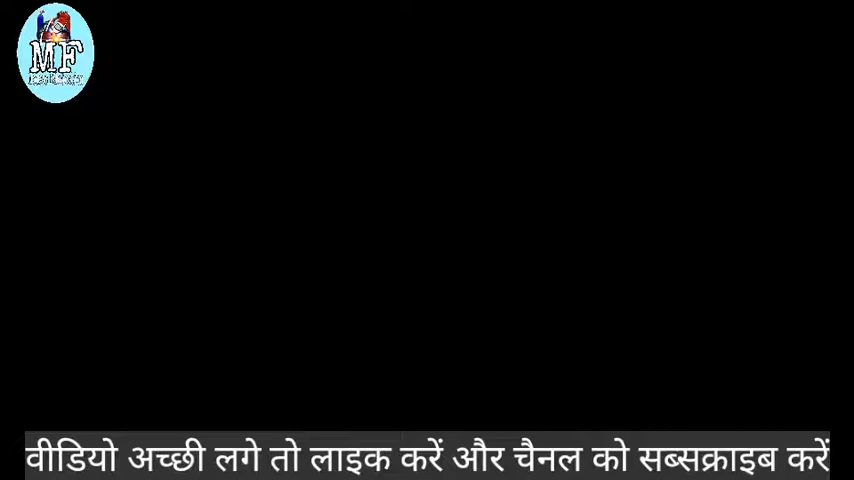 MF
वीडियो अच्छी लगे तो लाइक करें और चैनल को सब्सक्राइब करें